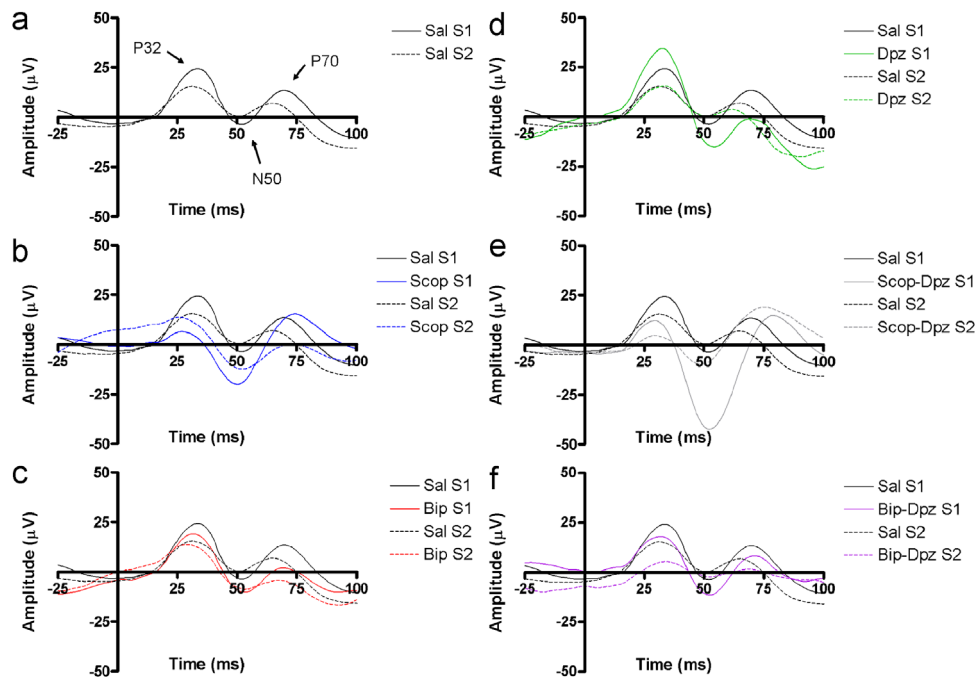 a
50
25
0
-25
-50
-25 25 50 75 100
Amplitude (µV)
Time (ms)
P32
P70
N50
Sal S1
Sal S2
b
50
25
0
-25
-50
-25 25 50 75 100
Amplitude (µV)
Time (ms)
Sal S1
Scop S1
Sal S2
Scop S2
c
50
25
0
-25
-50
-25 25 50 75 100
Amplitude (µV)
Time (ms)
Sal S1
Bip S1
Sal S2
Bip S2
d
50
25
0
-25
-50
-25 25 50 75 100
Amplitude (µV)
Time (ms)
Sal S1
Dpz S1
Sal S2
Dpz S2
e
50
25
0
-25
-50
-25 25 50 75 100
Amplitude (µV)
Time (ms)
Sal S1
Scop-Dpz S1
Sal S2
Scop-Dpz S2
f
50
25
0
-25
-50
-25 25 50 75 100
Amplitude (µV)
Time (ms)
Sal S1
Bip-Dpz S1
Sal S2
Bip-Dpz S2